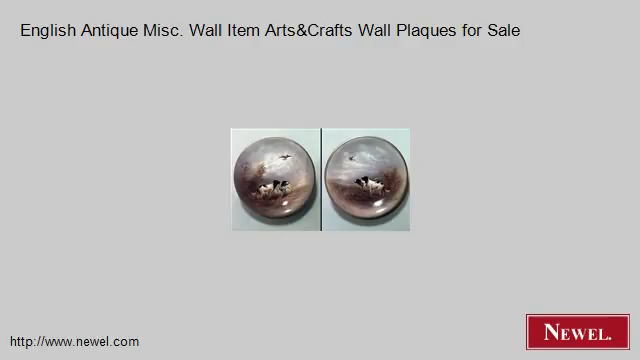 English Antique Misc. Wall Item Arts&Crafts Wall Plaques for Sale
http://www.newel.com
NEWEL.